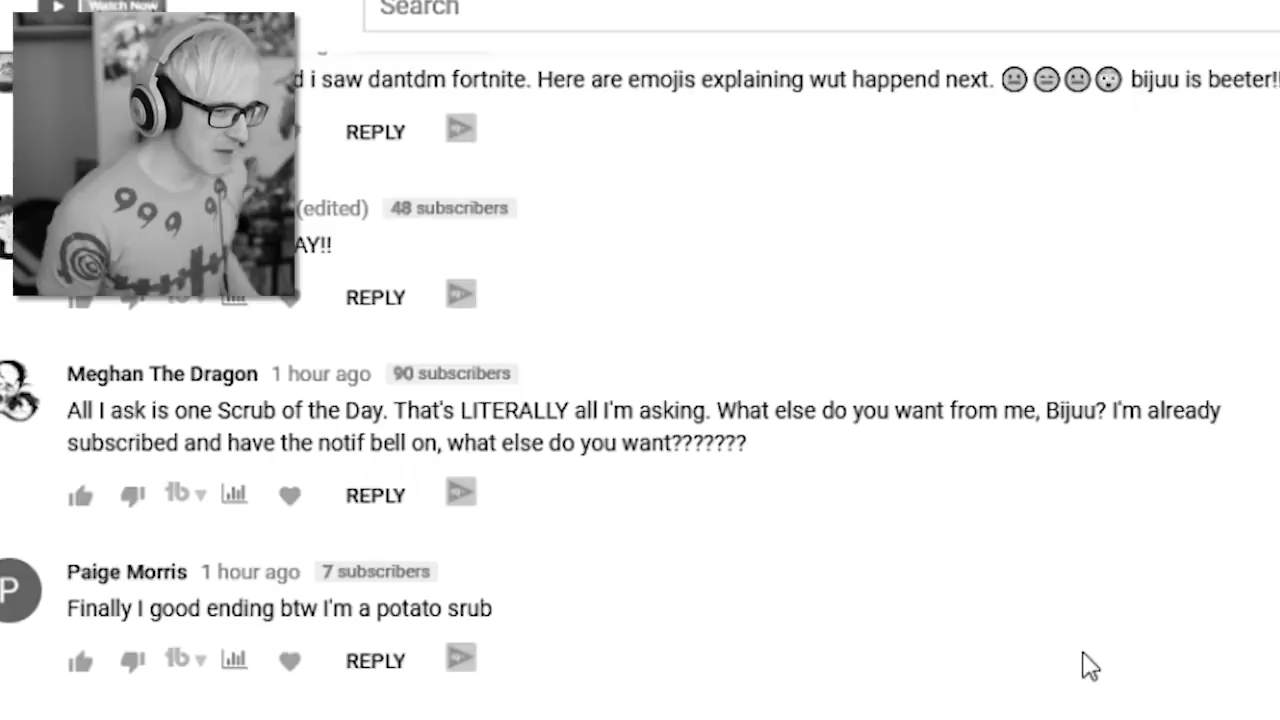 Watch Now
Search
d i saw dantdm fortnite. Here are emojis explaining wut happend next. 😐😑😐😲 bijuu is beeter!!
REPLY
(edited) 48 subscribers
AY!!
REPLY
Meghan The Dragon 1 hour ago 90 subscribers
All I ask is one Scrub of the Day. That's LITERALLY all I'm asking. What else do you want from me, Bijuu? I'm already
subscribed and have the notif bell on, what else do you want???????
tb REPLY
P Paige Morris 1 hour ago 7 subscribers
Finally I good ending btw I'm a potato srub
tb REPLY